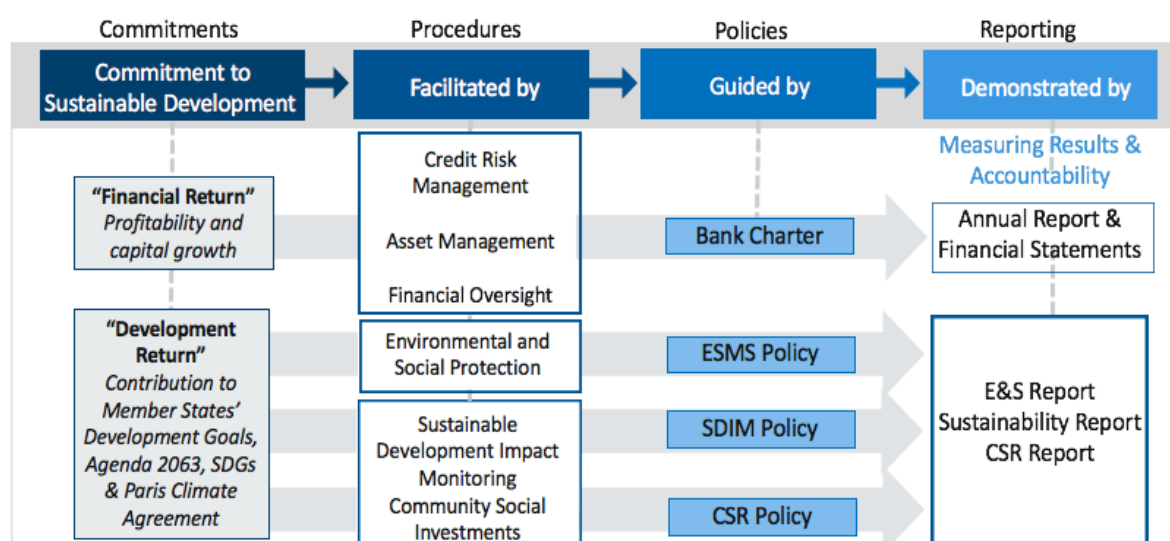 Commitments
Procedures
Policies
Reporting
Commitment to
Sustainable Development
Facilitated by
Guided by
Demonstrated by
"Financial Return"
Profitability and
capital growth
"Development
Return"
Contribution to
Member States'
Development Goals,
Agenda 2063, SDGs
& Paris Climate
Agreement
Credit Risk
Management
Asset Management
Financial Oversight
Environmental and
Social Protection
Sustainable
Development Impact
Monitoring
Community Social
Investments
Bank Charter
ESMS Policy
SDIM Policy
CSR Policy
Measuring Results &
Accountability
Annual Report &
Financial Statements
E&S Report
Sustainability Report
CSR Report